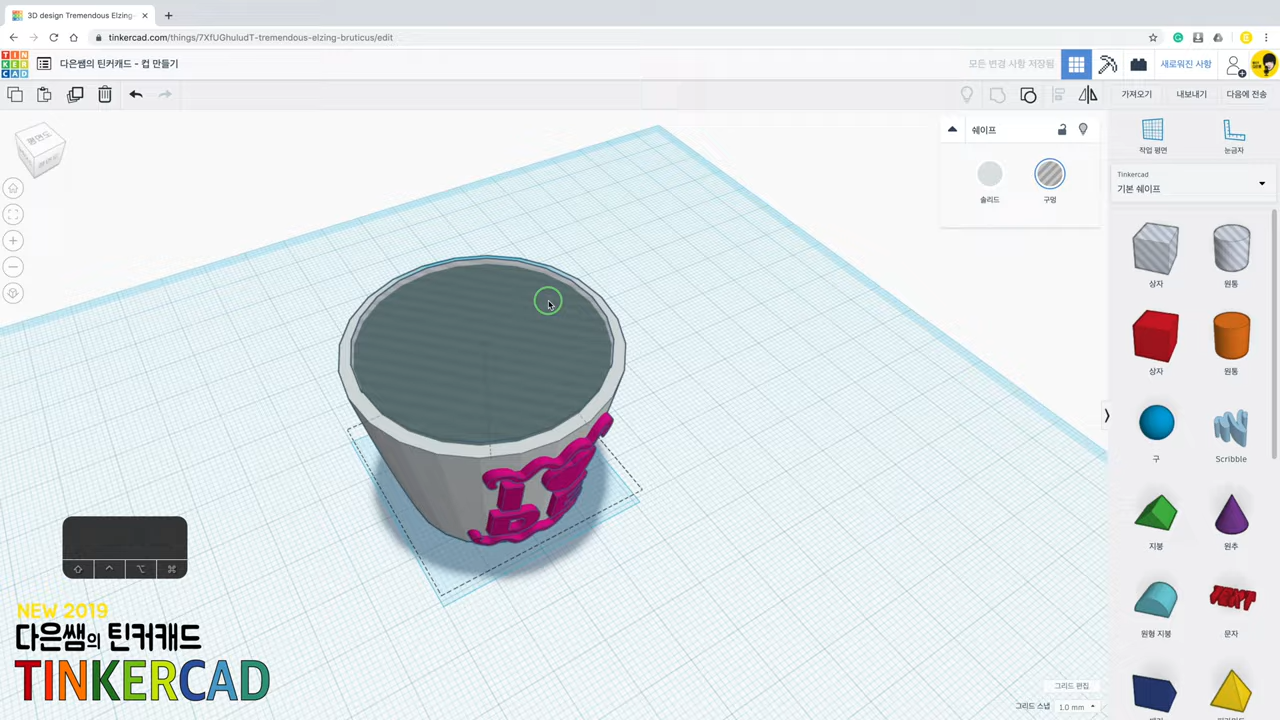 3D design Tremendous Elzing-
tinkercad.com/things/7XfUGhuludT-tremendous-elzing-bruticus/edit
TIN
KER
CAD
다은쌤의 틴커캐드 - 컵 만들기
모든 변경 사항 저장됨
새로워진 사항
가져오기
내보내기
다음에 전송
평면도
쉐이프
솔리드
구멍
작업 평면
눈금자
Tinkercad
기본 쉐이프
상자
원통
상자
원통
구
Scribble
지붕
원추
원형 지붕
TEXT
문자
그리드 편집
그리드 스냅
1.0 mm
NEW 2019
다은쌤의 틴커캐드
TINKERCAD